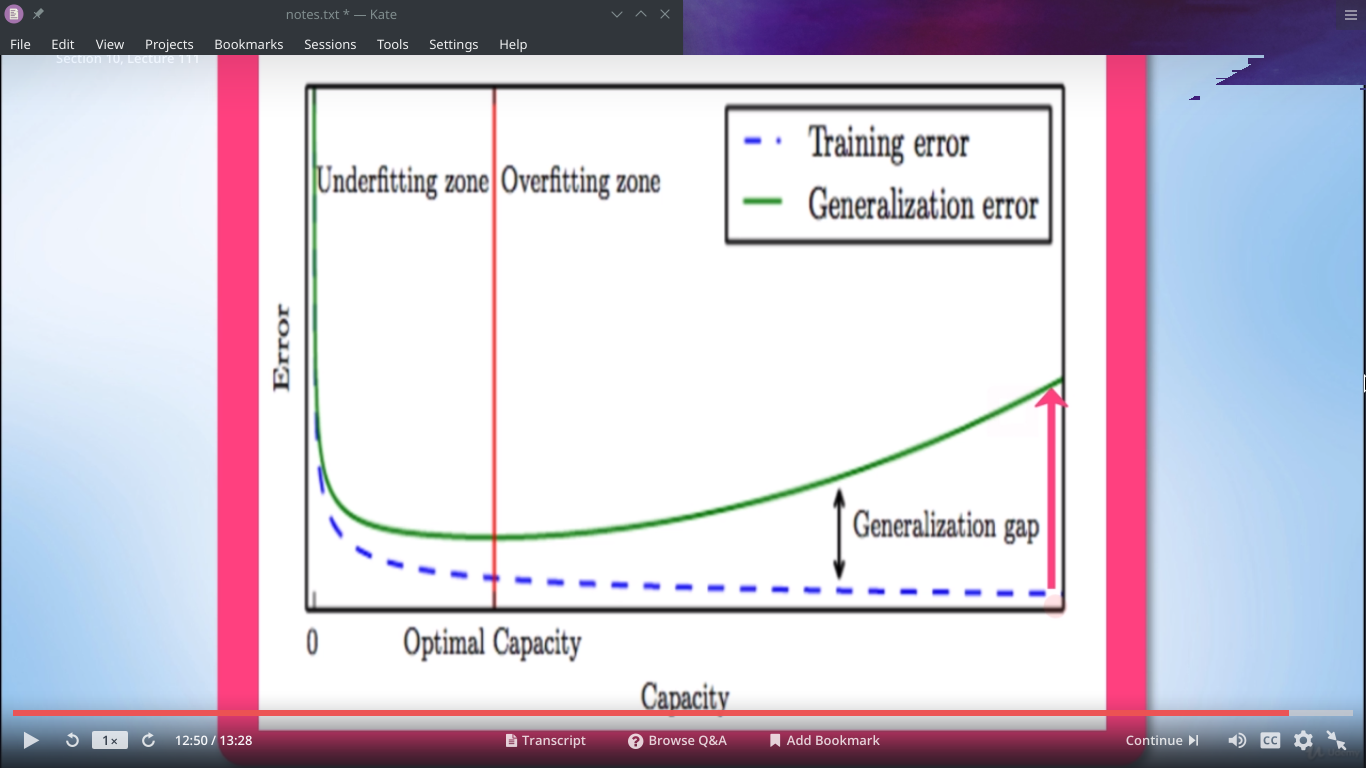 notes.txt * — Kate
File Edit View Projects Bookmarks Sessions Tools Settings Help
Section 10, Lecture 111
Training error
Generalization error
Underfitting zone
Overfitting zone
Error
Generalization gap
0
Optimal Capacity
Capacity
1×
12:50 / 13:28
Transcript
Browse Q&A
Add Bookmark
Continue
CC